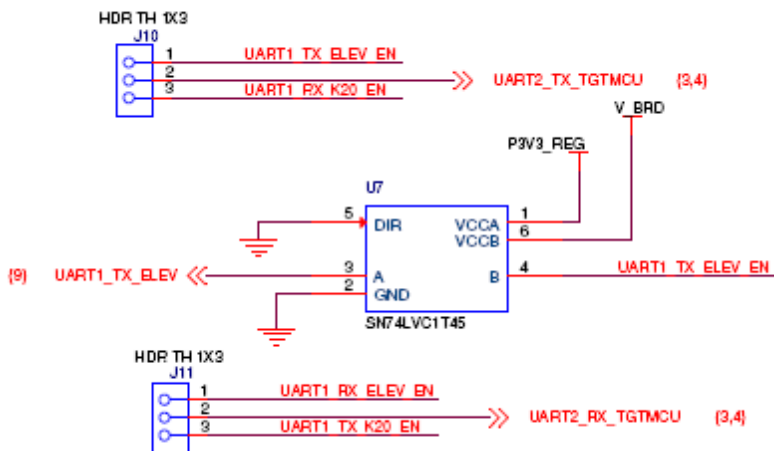 HDR TH 1X3
J10
1 UART1_TX_ELEV_EN
2 UART2_TX_TGTMCU {3,4}
3 UART1_RX_K20_EN
V_BRD
P3V3_REG
U7
5 DIR VCCA 1
VCCB 6
{9} UART1_TX_ELEV 3 A B 4 UART1_TX_ELEV_EN
2 GND
SN74LVC1T45
HDR TH 1X3
J11
1 UART1_RX_ELEV_EN
2 UART2_RX_TGTMCU {3,4}
3 UART1_TX_K20_EN